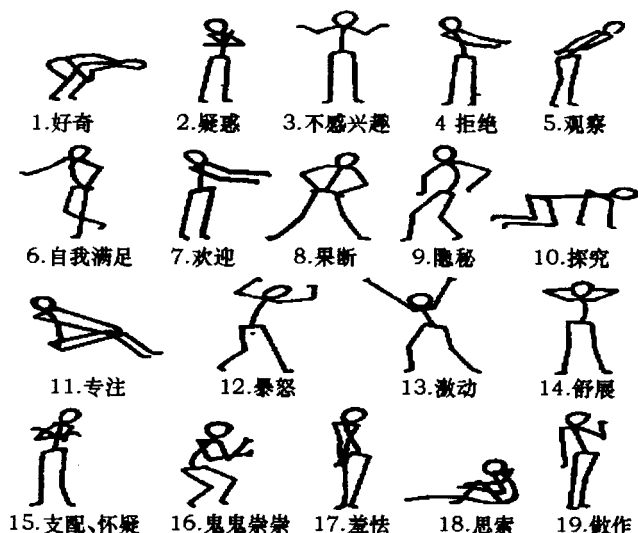 1.好奇 2.疑惑 3.不感兴趣 4 拒绝 5.观察
6.自我满足 7.欢迎 8.果断 9.隐秘 10.探究
11.专注 12.暴怒 13.激动 14.舒展
15.支配、怀疑 16.鬼鬼崇崇 17.羞怯 18.思索 19.做作